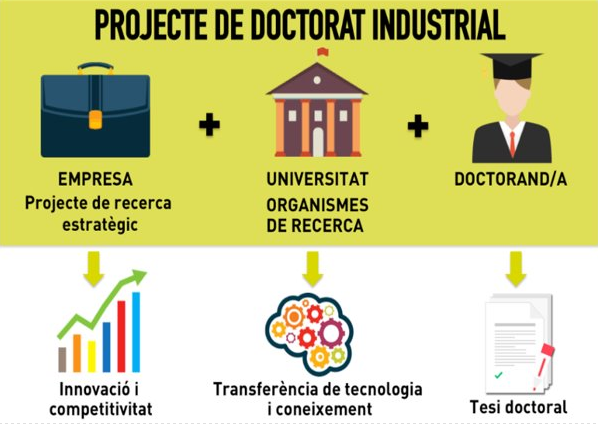 PROJECTE DE DOCTORAT INDUSTRIAL
+
+
EMPRESA
Projecte de recerca
estratègic
UNIVERSITAT
ORGANISMES
DE RECERCA
DOCTORAND/A
Innovació i
competitivitat
Transferència de tecnologia
i coneixement
Tesi doctoral